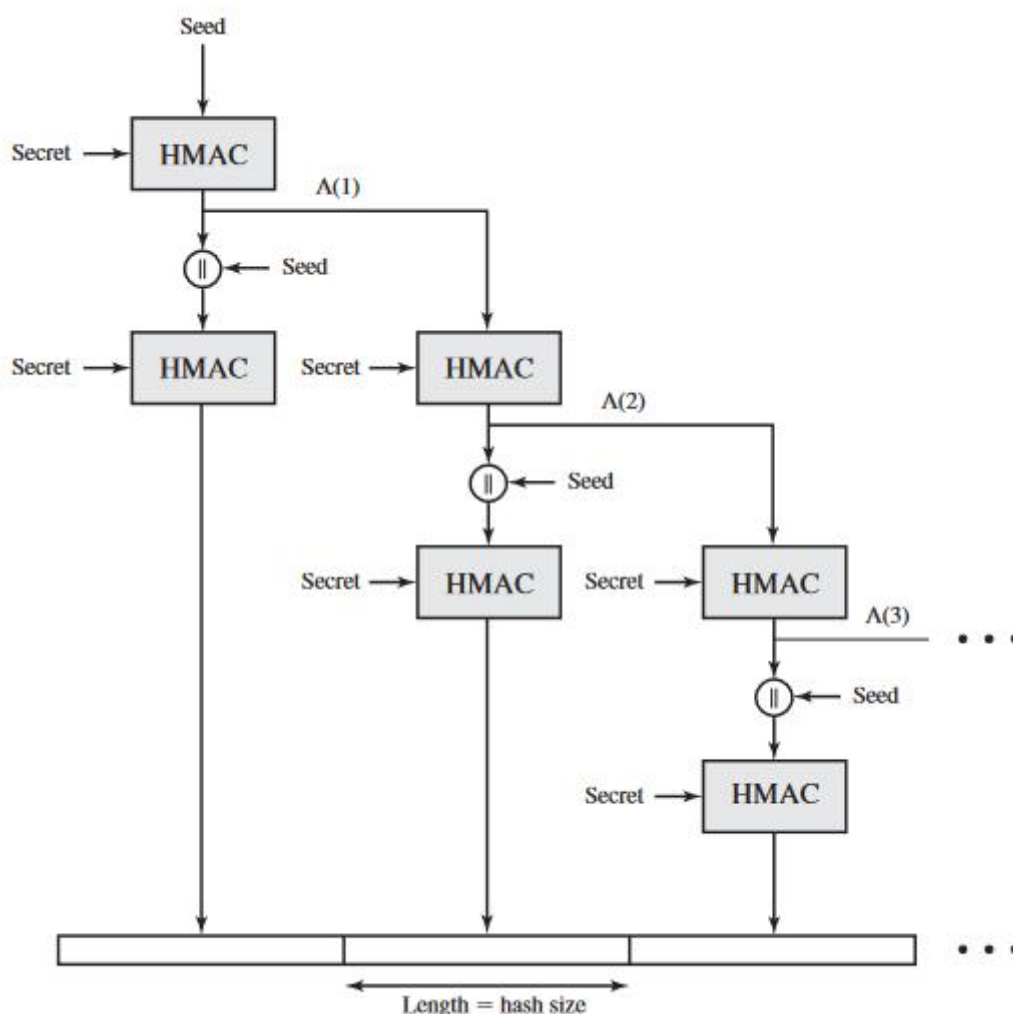 Seed
Secret
HMAC
A(1)
||
Seed
Secret
HMAC
Secret
HMAC
A(2)
||
Seed
Secret
HMAC
Secret
HMAC
A(3)
• • •
||
Seed
Secret
HMAC
• • •
Length = hash size